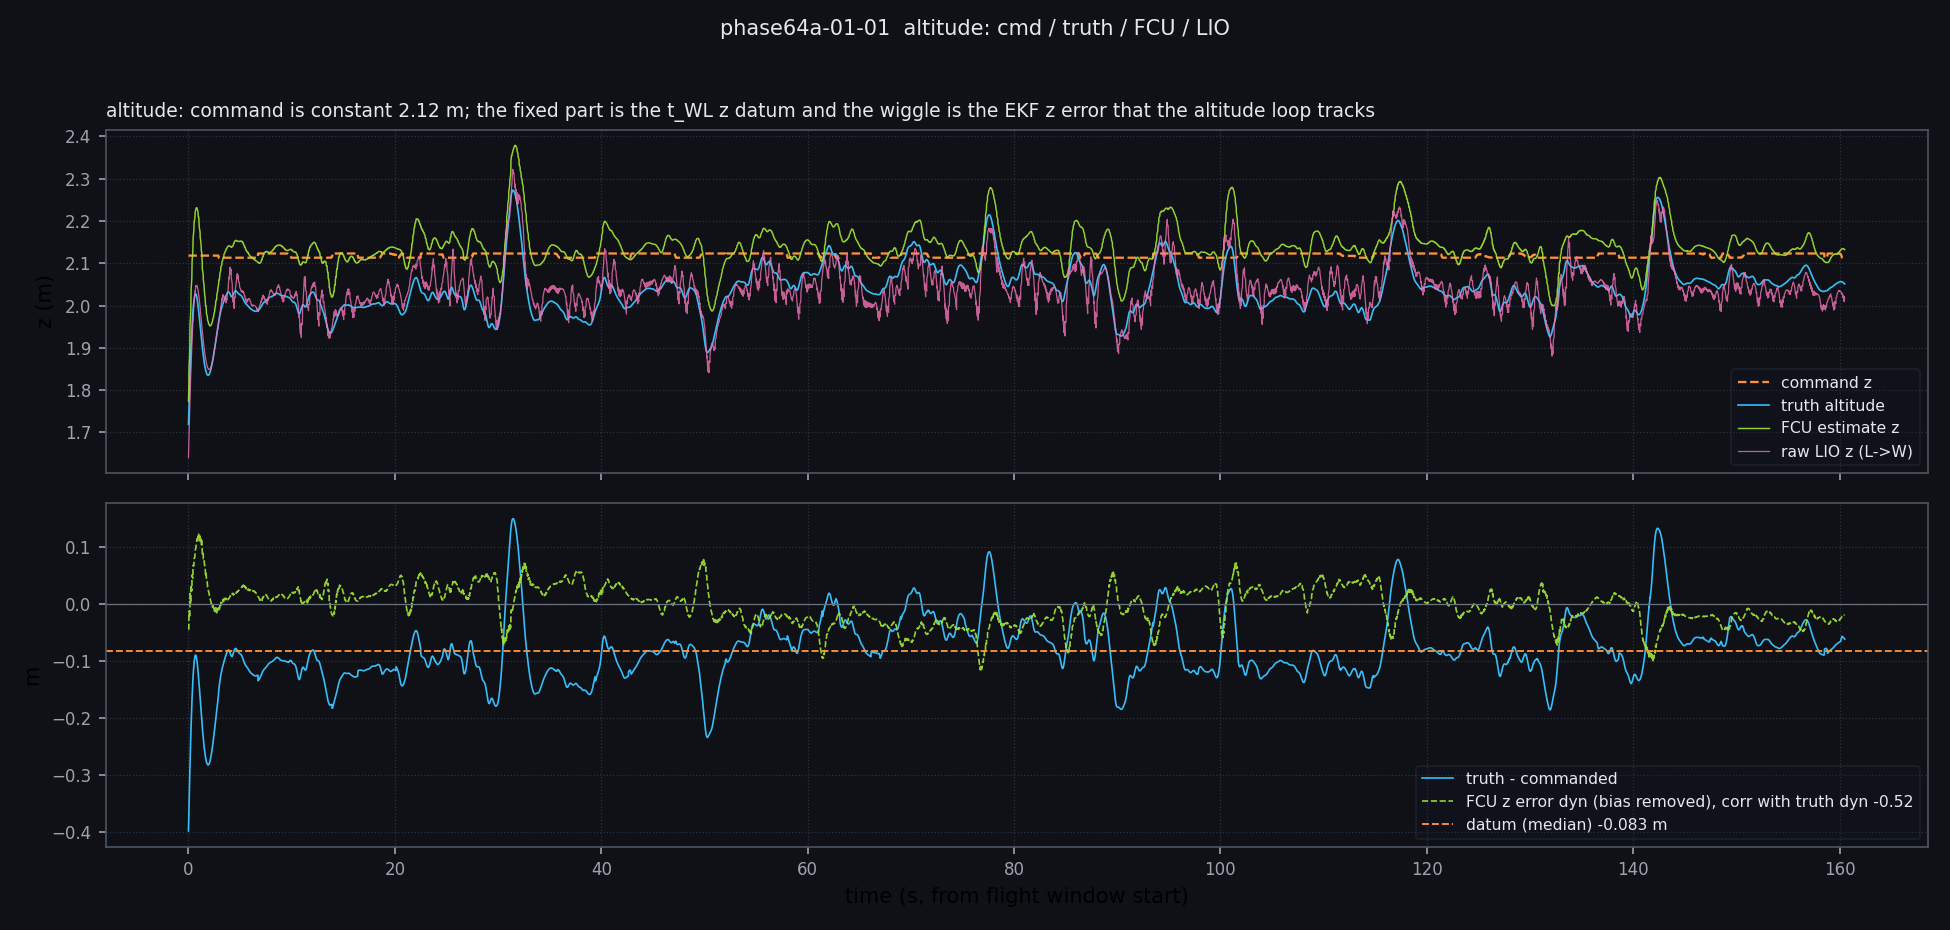 phase64a-01-01  altitude: cmd / truth / FCU / LIO
altitude: command is constant 2.12 m; the fixed part is the t_WL z datum and the wiggle is the EKF z error that the altitude loop tracks
2.4
2.3
2.2
2.1
2.0
1.9
1.8
1.7
z (m)
command z
truth altitude
FCU estimate z
raw LIO z (L->W)
0.1
0.0
−0.1
−0.2
−0.3
−0.4
m
truth - commanded
FCU z error dyn (bias removed), corr with truth dyn -0.52
datum (median) -0.083 m
0 20 40 60 80 100 120 140 160
time (s, from flight window start)